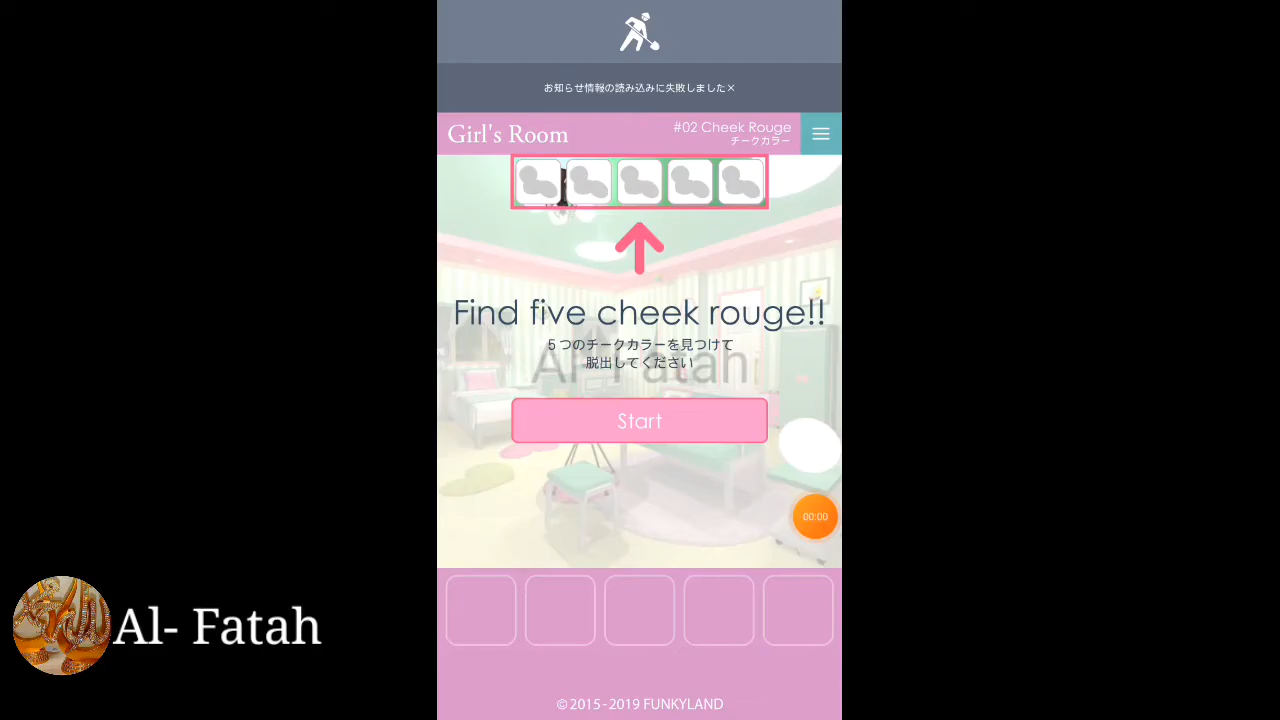 お知らせ情報の読み込みに失敗しました×
Girl's Room
#02 Cheek Rouge
チークカラー
Find five cheek rouge!!
５つのチークカラーを見つけて
脱出してください
Al-Fatah
Start
00:00
Al- Fatah
© 2015 - 2019 FUNKYLAND